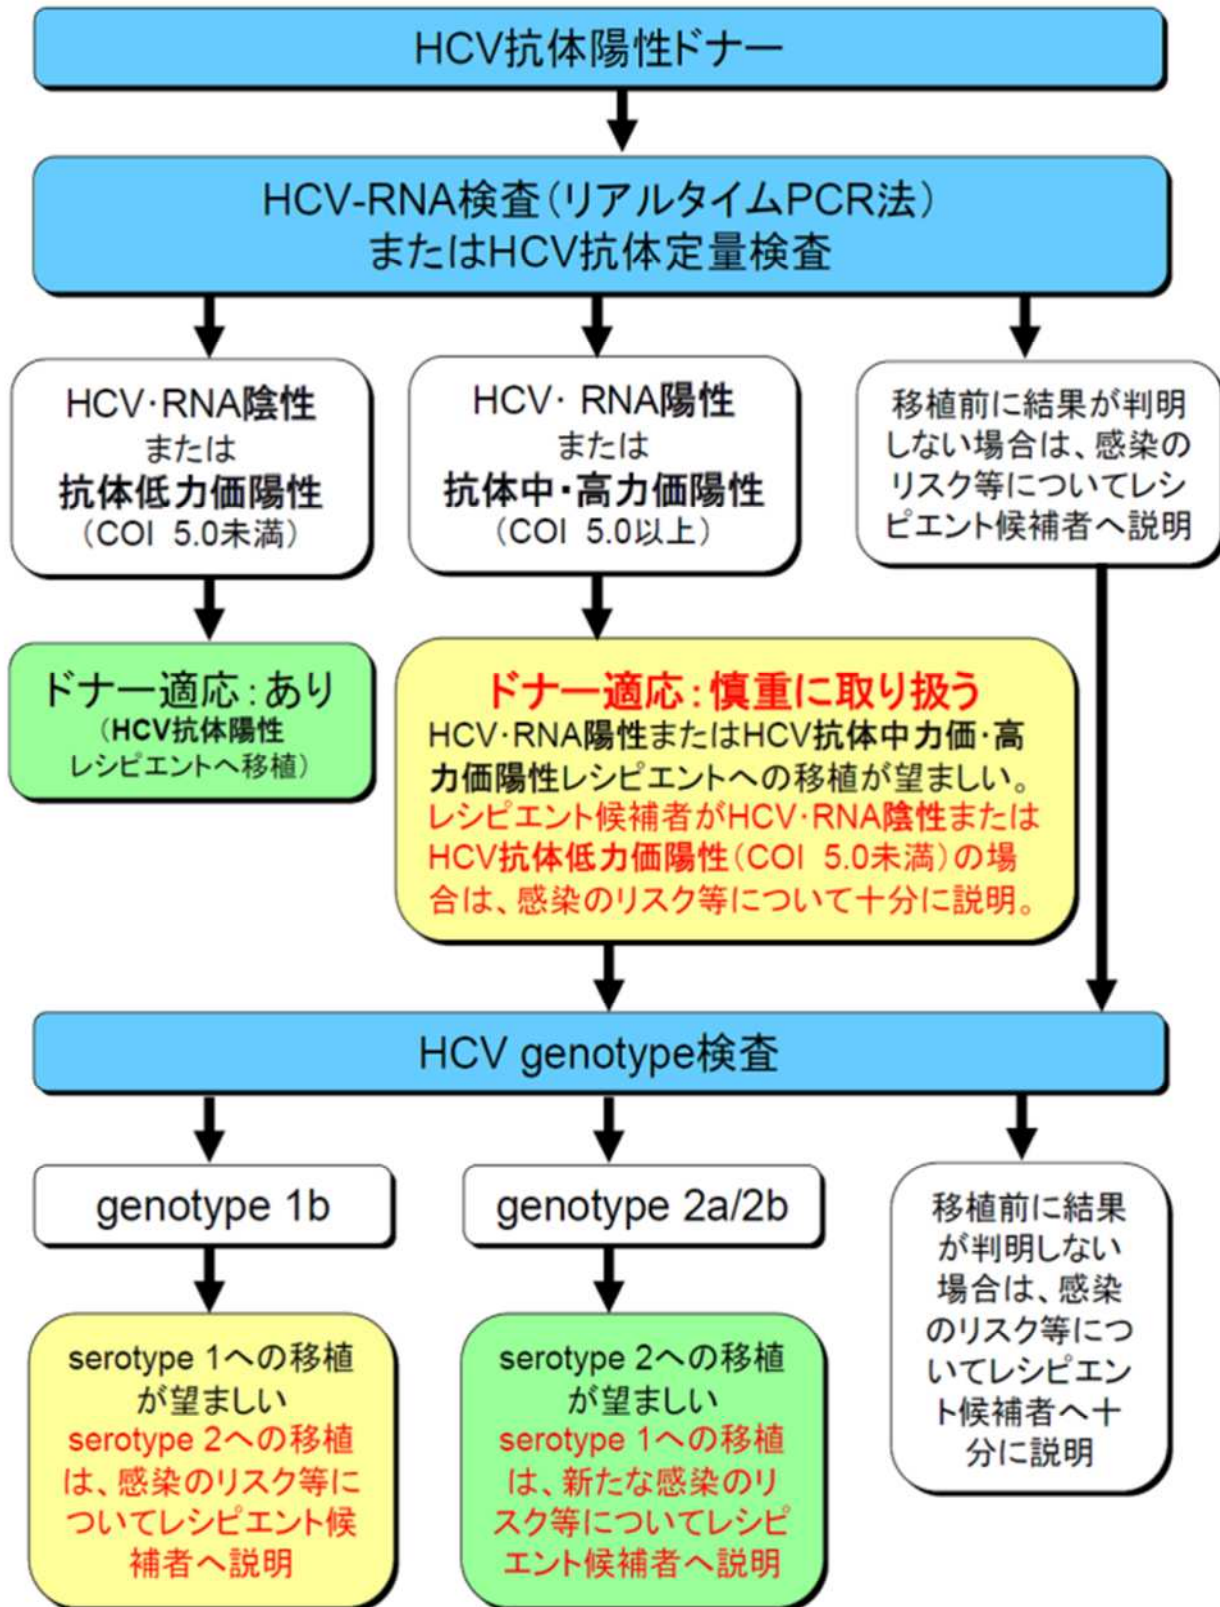 HCV抗体陽性ドナー
HCV-RNA検査(リアルタイムPCR法)
またはHCV抗体定量検査
HCV・RNA陰性
または
抗体低力価陽性
(COI 5.0未満)
HCV・ RNA陽性
または
抗体中・高力価陽性
(COI 5.0以上)
移植前に結果が判明
しない場合は、感染の
リスク等についてレシ
ピエント候補者へ説明
ドナー適応:あり
(HCV抗体陽性
レシピエントへ移植)
ドナー適応:慎重に取り扱う
HCV・RNA陽性またはHCV抗体中力価・高
力価陽性レシピエントへの移植が望ましい。
レシピエント候補者がHCV・RNA陰性または
HCV抗体低力価陽性(COI 5.0未満)の場
合は、感染のリスク等について十分に説明。
HCV genotype検査
genotype 1b
genotype 2a/2b
移植前に結果
が判明しない
場合は、感染
のリスク等につ
いてレシピエン
ト候補者へ十
分に説明
serotype 1への移植
が望ましい
serotype 2への移植
は、感染のリスク等に
ついてレシピエント候
補者へ説明
serotype 2への移植
が望ましい
serotype 1への移植
は、新たな感染のリ
スク等についてレシピ
エント候補者へ説明